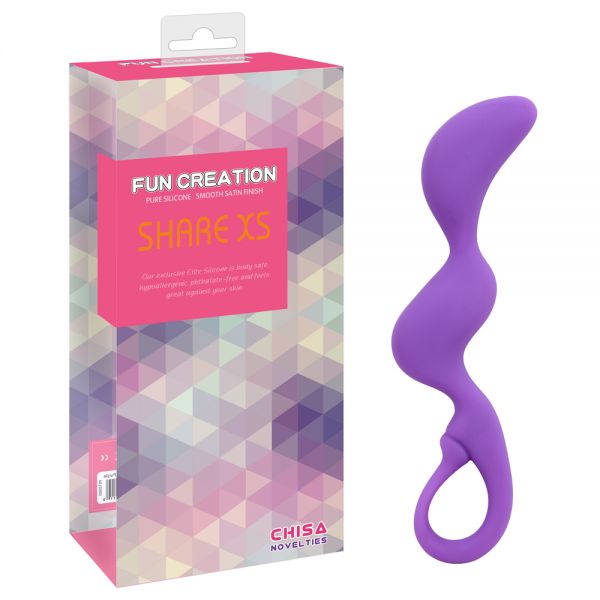 FUN CREATION
FUN CREATION
PURE SILICONE SMOOTH SATIN FINISH
SHARE XS
Our exclusive Elite Silicone is body safe,
hypoallergenic, phthalate-free and feels
great against your skin.
CHISA
NOVELTIES